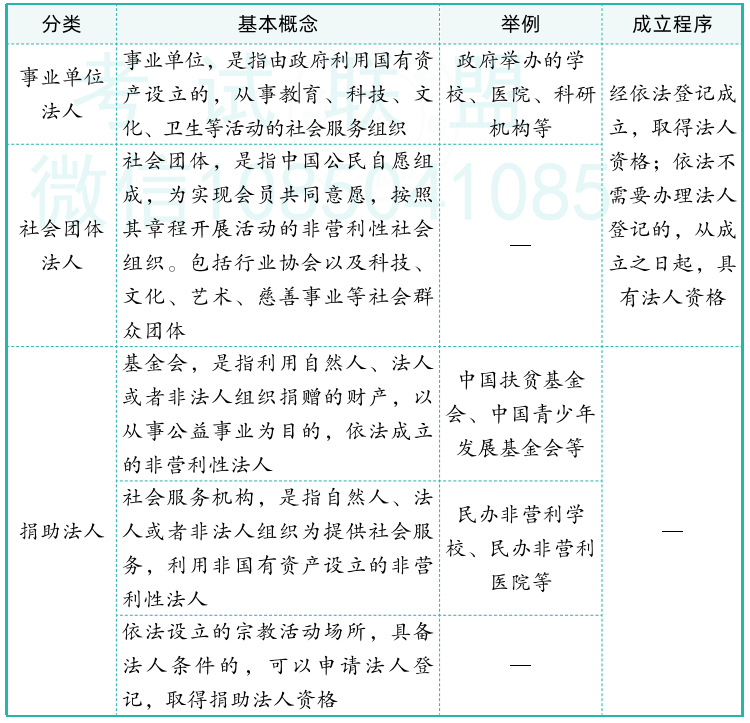 分类
基本概念
举例
成立程序
事业单位
法人
事业单位，是指由政府利用国有资
产设立的，从事教育、科技、文
化、卫生等活动的社会服务组织
政府举办的学
校、医院、科研
机构等
经依法登记成
立，取得法人
资格；依法不
需要办理法人
登记的，从成
立之日起，具
有法人资格
社会团体
法人
社会团体，是指中国公民自愿组
成，为实现会员共同意愿，按照
其章程开展活动的非营利性社会
组织。包括行业协会以及科技、
文化、艺术、慈善事业等社会群
众团体
—
捐助法人
基金会，是指利用自然人、法人
或者非法人组织捐赠的财产，以
从事公益事业为目的，依法成立
的非营利性法人
中国扶贫基金
会、中国青少年
发展基金会等
—
社会服务机构，是指自然人、法
人或者非法人组织为提供社会服
务，利用非国有资产设立的非营
利性法人
民办非营利学
校、民办非营利
医院等
依法设立的宗教活动场所，具备
法人条件的，可以申请法人登
记，取得捐助法人资格
—
考试联盟